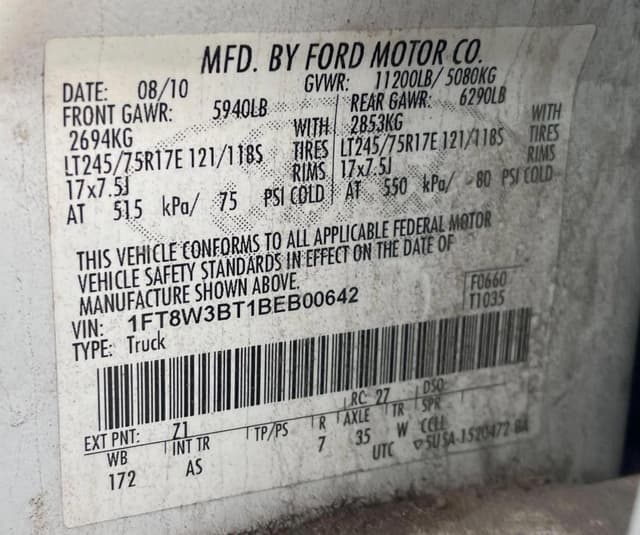 MFD. BY FORD MOTOR CO.
DATE: 08/10 GVWR: 11200LB/ 5080KG
FRONT GAWR: 5940LB REAR GAWR: 6290LB
2694KG WITH 2853KG WITH
LT245/75R17E 121/118S TIRES LT245/75R17E 121/118S TIRES
17x7.5J RIMS 17x7.5J RIMS
AT 515 kPa/ 75 PSI COLD AT 550 kPa/ 80 PSI COLD
THIS VEHICLE CONFORMS TO ALL APPLICABLE FEDERAL MOTOR
VEHICLE SAFETY STANDARDS IN EFFECT ON THE DATE OF
MANUFACTURE SHOWN ABOVE.
VIN: 1FT8W3BT1BEB00642 F0660
TYPE: Truck T1035
EXT PNT: Z1 RC: 27 DSO:
WB INT TR TP/PS R AXLE TR SPR
172 AS 7 35 W CCLL
UTC ▽5U5A-1520472-BA